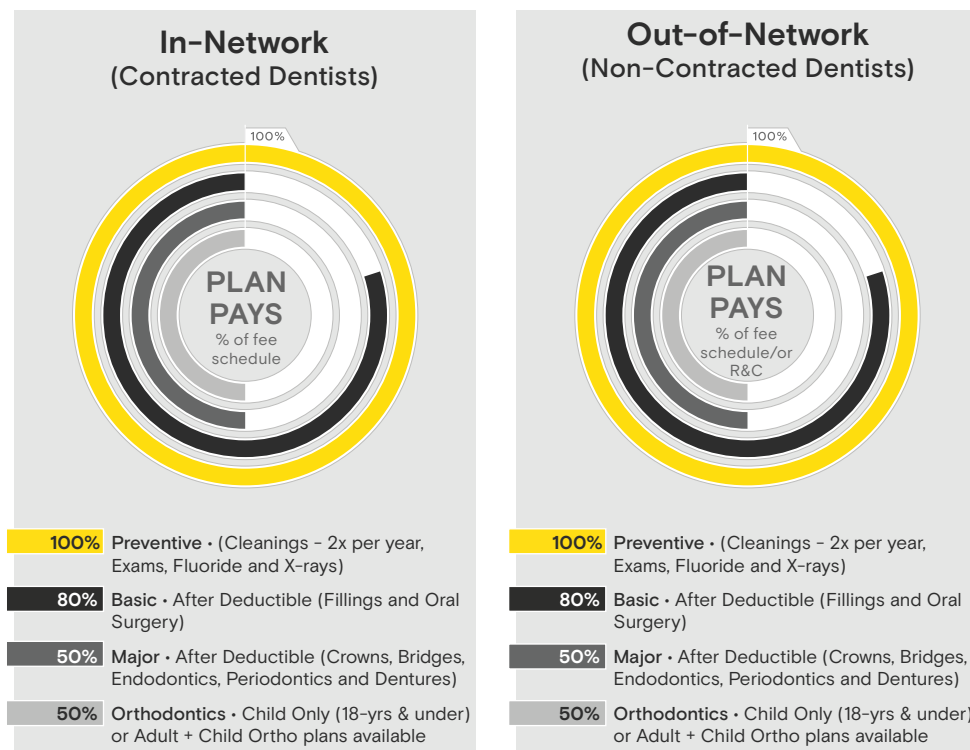 In-Network
(Contracted Dentists)
100%
PLAN
PAYS
% of fee
schedule
100% Preventive • (Cleanings - 2x per year,
Exams, Fluoride and X-rays)
80% Basic • After Deductible (Fillings and Oral
Surgery)
50% Major • After Deductible (Crowns, Bridges,
Endodontics, Periodontics and Dentures)
50% Orthodontics • Child Only (18-yrs & under)
or Adult + Child Ortho plans available
Out-of-Network
(Non-Contracted Dentists)
100%
PLAN
PAYS
% of fee
schedule/or
R&C
100% Preventive • (Cleanings - 2x per year,
Exams, Fluoride and X-rays)
80% Basic • After Deductible (Fillings and Oral
Surgery)
50% Major • After Deductible (Crowns, Bridges,
Endodontics, Periodontics and Dentures)
50% Orthodontics • Child Only (18-yrs & under)
or Adult + Child Ortho plans available